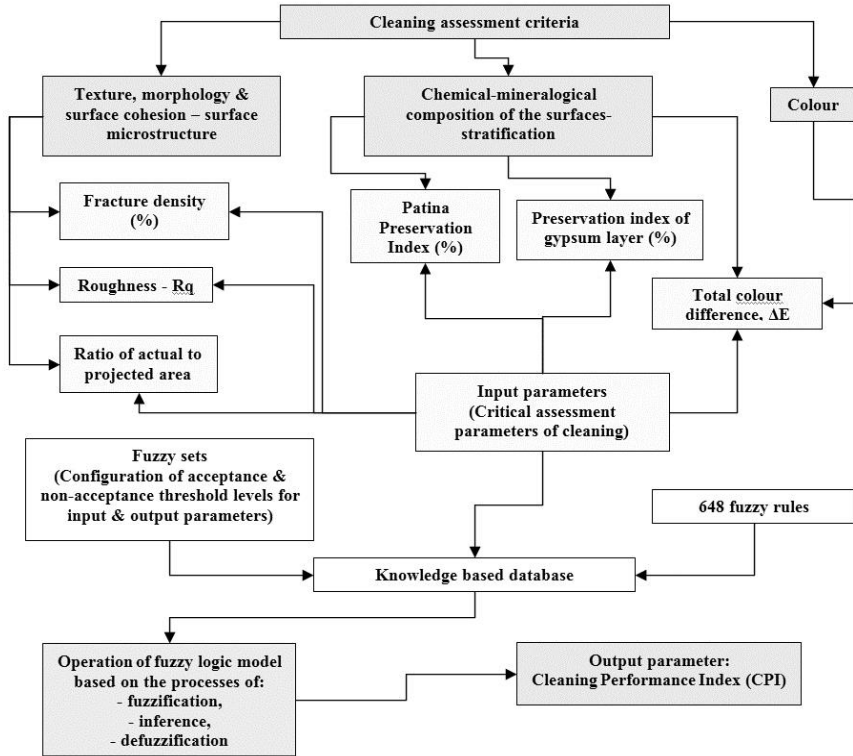 Cleaning assessment criteria
Texture, morphology &
surface cohesion – surface
microstructure
Chemical-mineralogical
composition of the surfaces-
stratification
Colour
Fracture density
(%)
Patina
Preservation
Index (%)
Preservation index of
gypsum layer (%)
Roughness - Rq
Total colour
difference, ΔE
Ratio of actual to
projected area
Input parameters
(Critical assessment
parameters of cleaning)
Fuzzy sets
(Configuration of acceptance &
non-acceptance threshold levels for
input & output parameters)
648 fuzzy rules
Knowledge based database
Operation of fuzzy logic model
based on the processes of:
- fuzzification,
- inference,
- defuzzification
Output parameter:
Cleaning Performance Index (CPI)